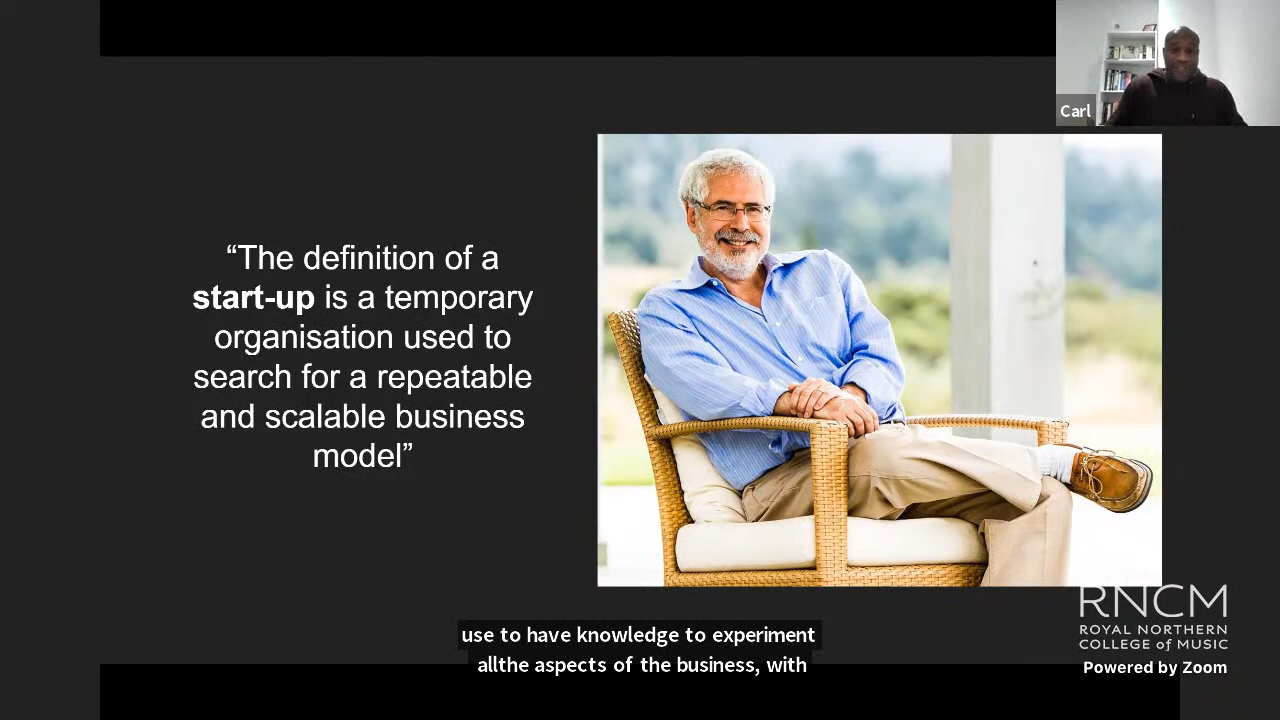 Carl
“The definition of a
start-up is a temporary
organisation used to
search for a repeatable
and scalable business
model”
RNCM
ROYAL NORTHERN
COLLEGE of MUSIC
Powered by Zoom
use to have knowledge to experiment
allthe aspects of the business, with